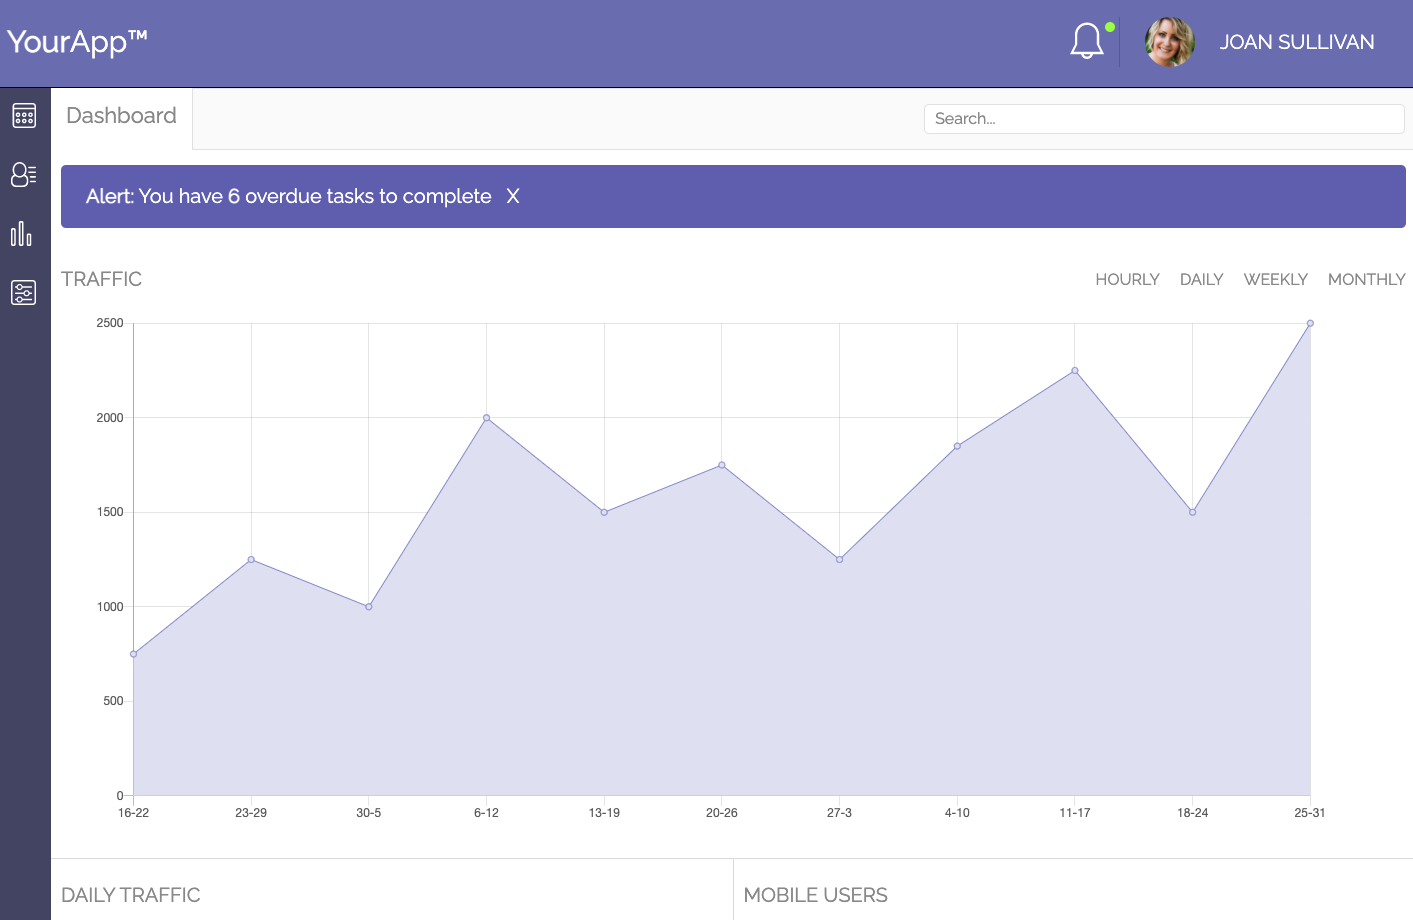 YourApp™
JOAN SULLIVAN
Dashboard
Search...
Alert: You have 6 overdue tasks to complete X
TRAFFIC
HOURLY DAILY WEEKLY MONTHLY
2500
2000
1500
1000
500
0
16-22 23-29 30-5 6-12 13-19 20-26 27-3 4-10 11-17 18-24 25-31
DAILY TRAFFIC
MOBILE USERS